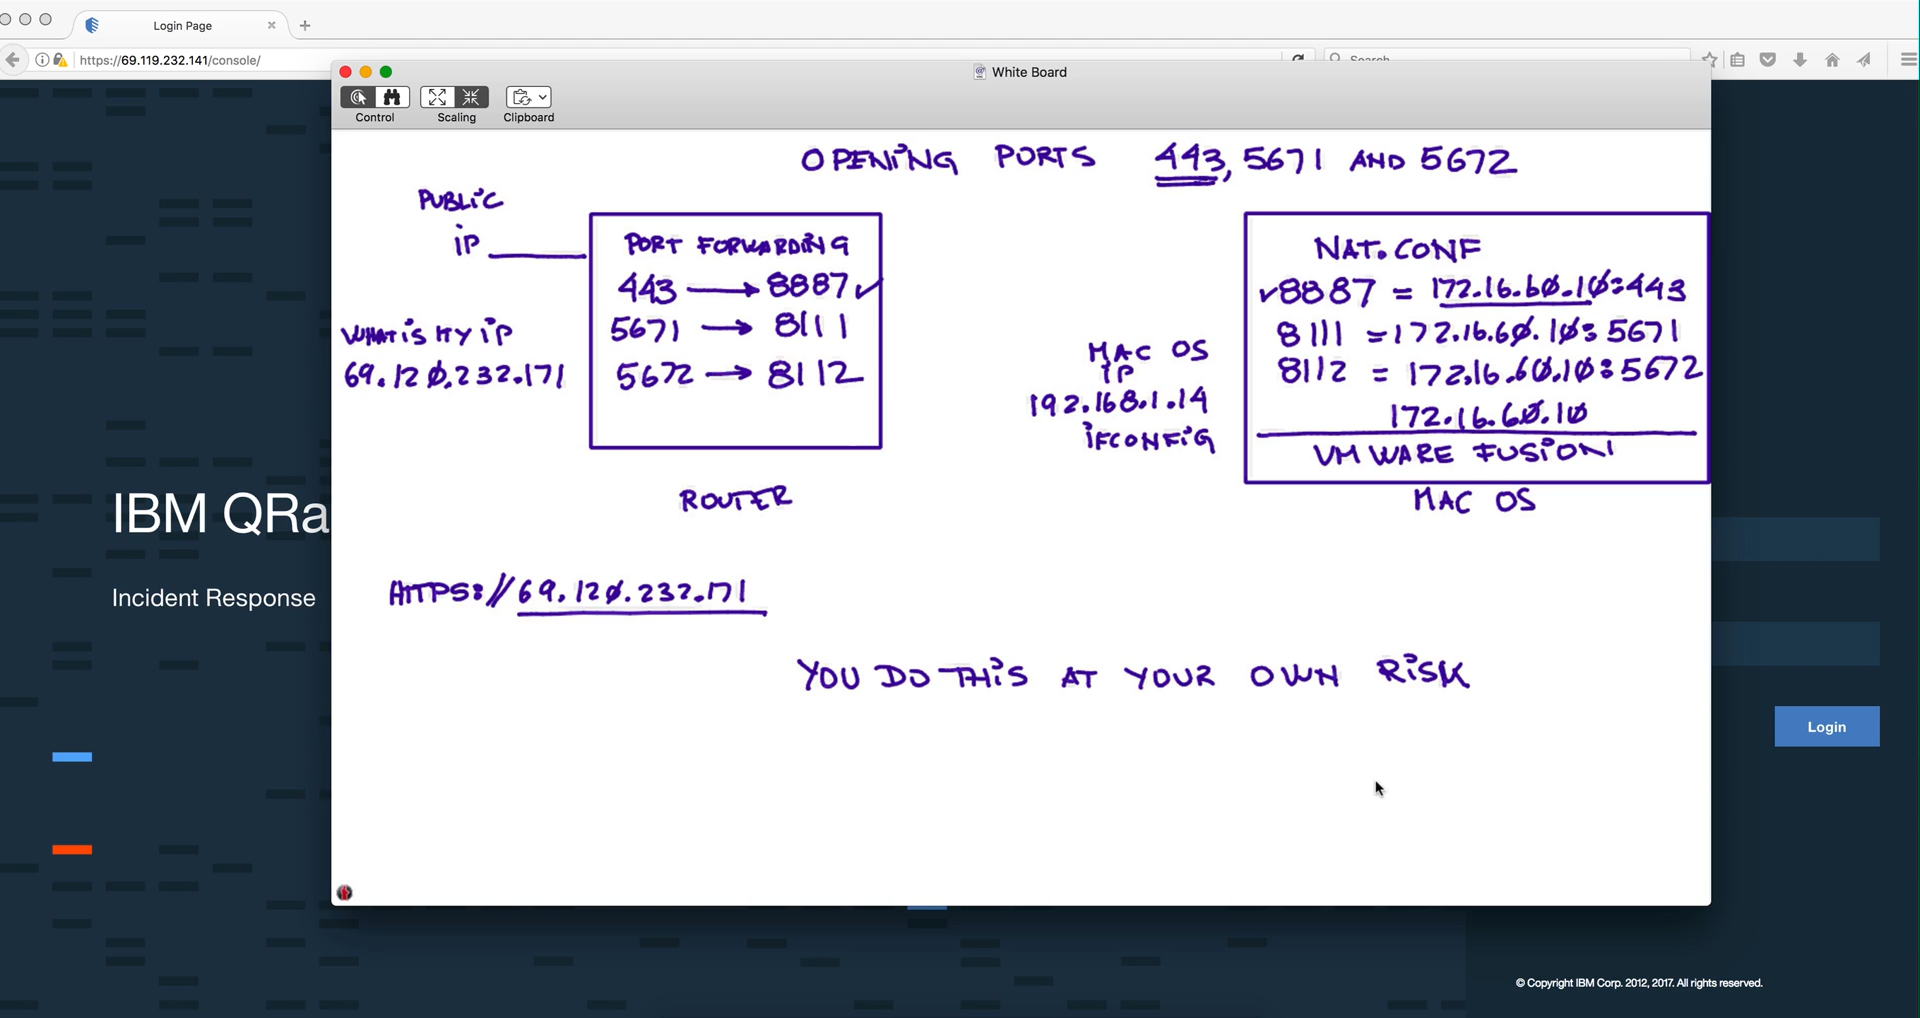 Login Page
https://69.119.232.141/console/
Search
White Board
Control
Scaling
Clipboard
OPENING PORTS 443, 5671 AND 5672
PUBLIC
IP
PORT FORWARDING
443 → 8887 ✓
5671 → 8111
5672 → 8112
WHAT IS MY IP
69.120.232.171
ROUTER
MAC OS
IP
192.168.1.14
IFCONFIG
NAT.CONF
✓8887 = 172.16.60.10:443
8111 = 172.16.60.10:5671
8112 = 172.16.60.10:5672
172.16.60.10
VMWARE FUSION
MAC OS
HTTPS://69.120.232.171
YOU DO THIS AT YOUR OWN RISK
IBM QRa
Incident Response
Login
© Copyright IBM Corp. 2012, 2017. All rights reserved.